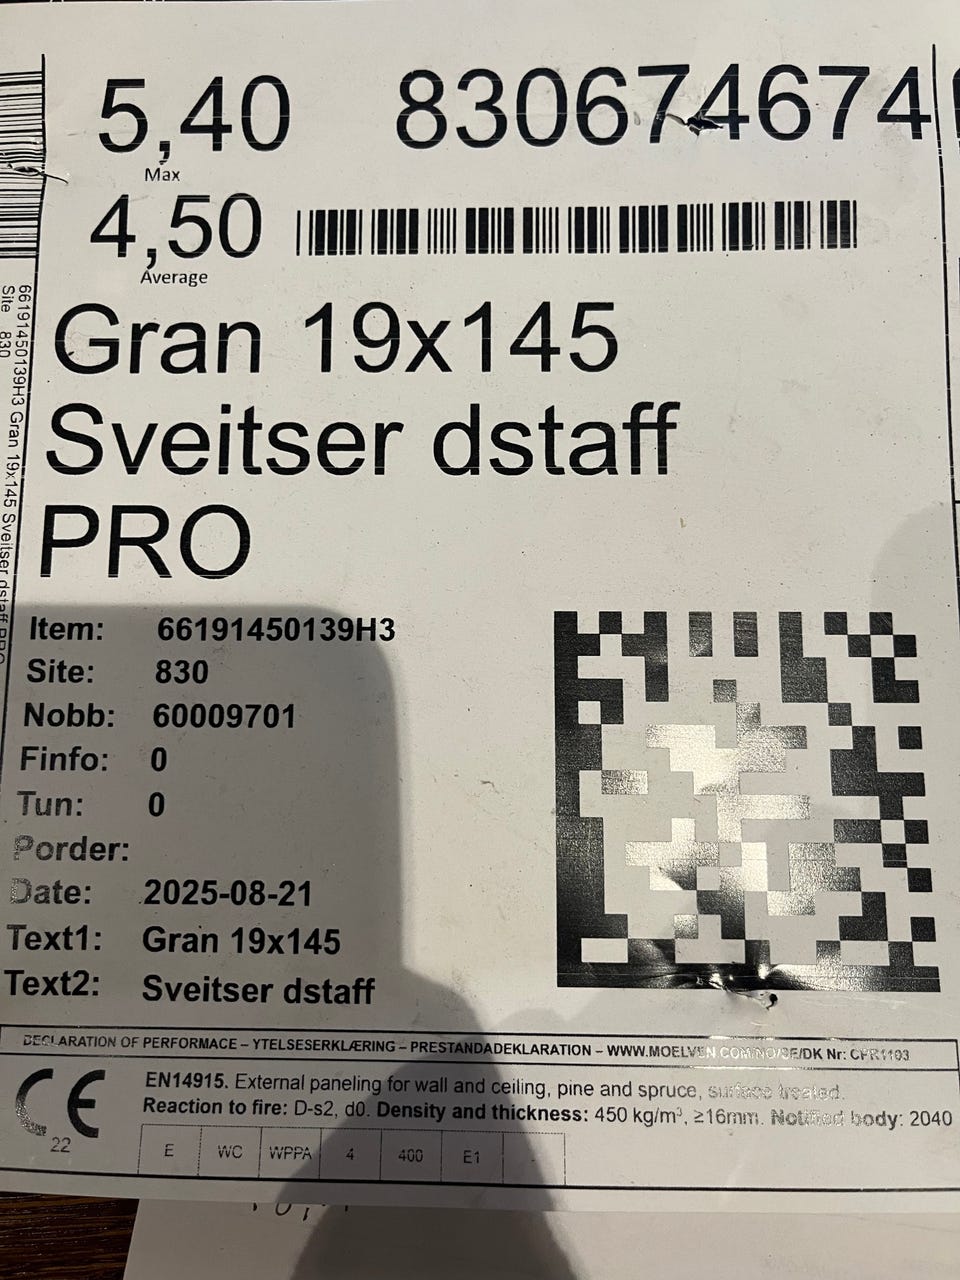 5,40 830674674
Max
4,50
Average
Gran 19x145
Sveitser dstaff
PRO
Item: 66191450139H3
Site: 830
Nobb: 60009701
Finfo: 0
Tun: 0
Porder:
Date: 2025-08-21
Text1: Gran 19x145
Text2: Sveitser dstaff
DECLARATION OF PERFORMACE – YTELSESERKLÆRING – PRESTANDADEKLARATION – WWW.MOELVEN.COM/NO/SE/DK Nr: CPR1103
CE EN14915. External paneling for wall and ceiling, pine and spruce, surface treated.
Reaction to fire: D-s2, d0. Density and thickness: 450 kg/m³, ≥16mm. Notified body: 2040
22
E WC WPPA 4 400 E1 -
66191450139H3 Gran 19x145 Sveitser dstaff PRO
Site 830